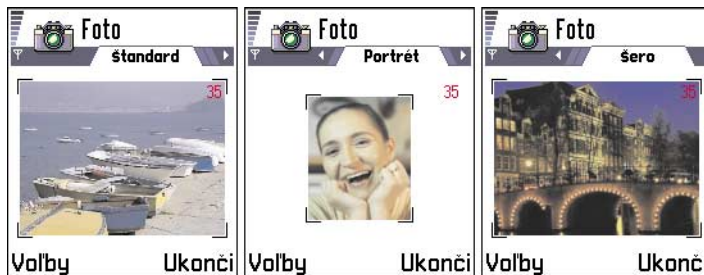 Foto
štandard
35
Voľby Ukonči
Foto
Portrét
35
Voľby Ukonči
Foto
šero
35
Voľby Ukonč